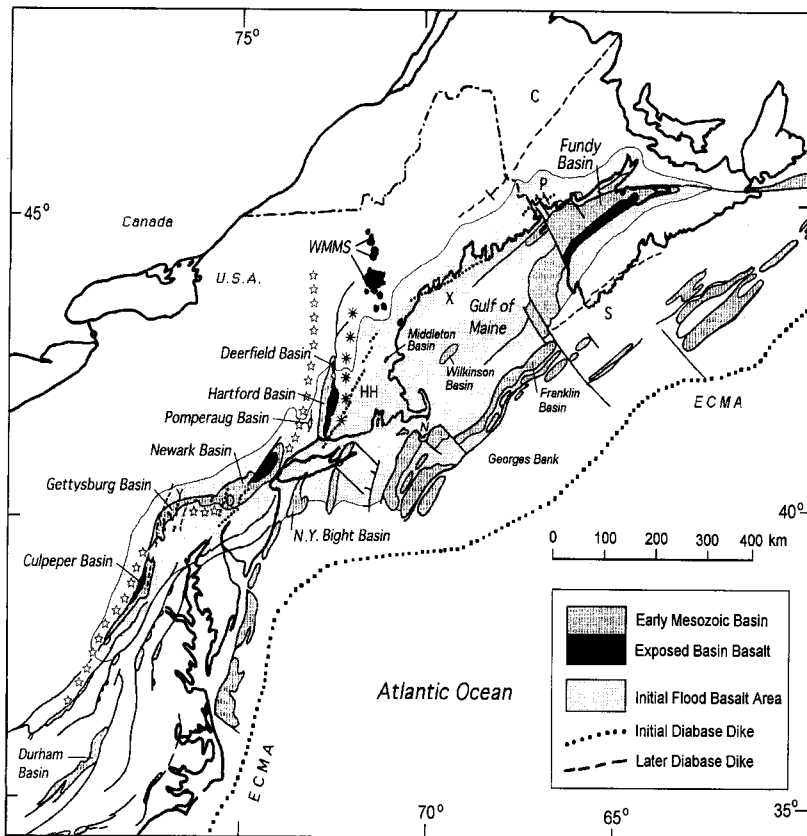 75°
70°
65°
45°
40°
35°
C
Fundy
Basin
P
Canada
U.S.A.
WMMS
X
Gulf of
Maine
S
Middleton
Basin
Wilkinson
Basin
Franklin
Basin
Deerfield Basin
HH
Hartford Basin
Pomperaug Basin
N
ECMA
Newark Basin
Georges Bank
Gettysburg Basin
Y
Q
N.Y. Bight Basin
Culpeper Basin
0 100 200 300 400 km
Early Mesozoic Basin
Exposed Basin Basalt
Initial Flood Basalt Area
Initial Diabase Dike
Later Diabase Dike
Atlantic Ocean
Durham
Basin
ECMA